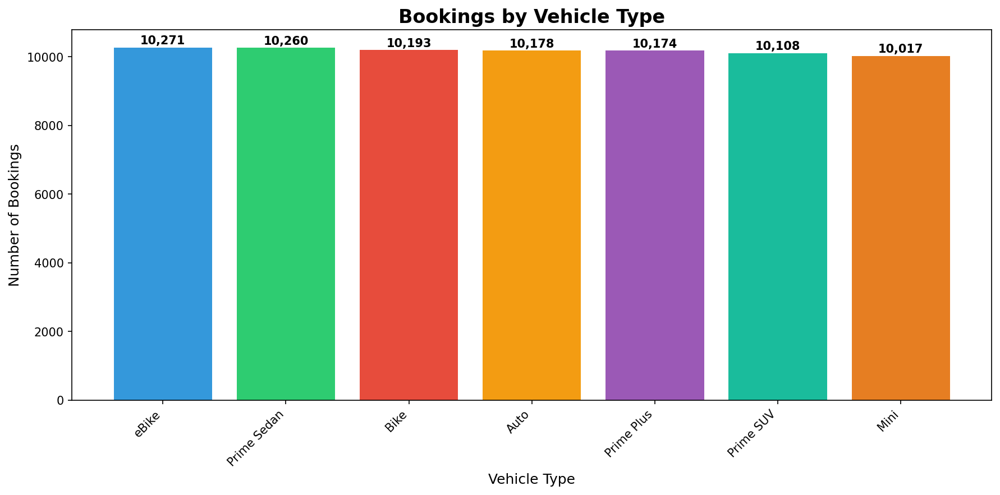 Bookings by Vehicle Type
10,271
10,260
10,193
10,178
10,174
10,108
10,017
10000
8000
6000
4000
2000
0
Number of Bookings
eBike
Prime Sedan
Bike
Auto
Prime Plus
Prime SUV
Mini
Vehicle Type